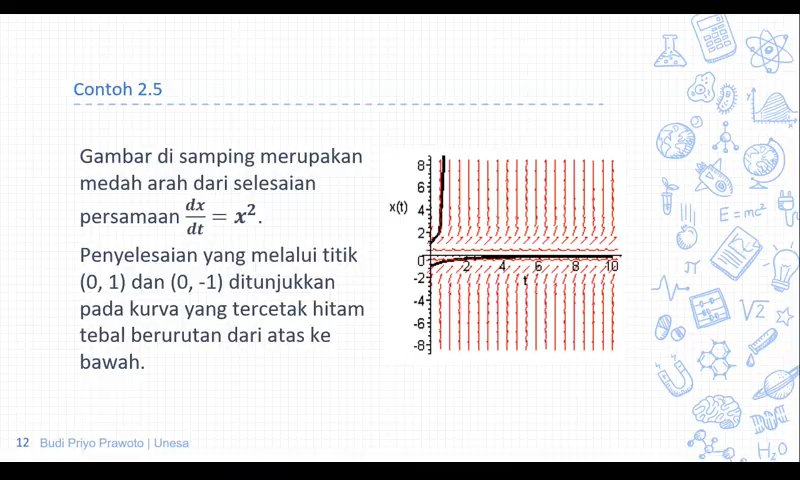 Contoh 2.5
Gambar di samping merupakan
medah arah dari selesaian
persamaan dx/dt = x².
Penyelesaian yang melalui titik
(0, 1) dan (0, -1) ditunjukkan
pada kurva yang tercetak hitam
tebal berurutan dari atas ke
bawah.
8
6
x(t)
4
2
0
2 4 6 8 10
t
-2
-4
-6
-8
y
x
E = mc²
π
√2
H₂O
12 Budi Priyo Prawoto | Unesa